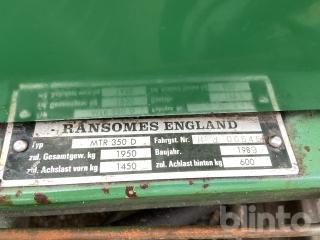 RANSOMES ENGLAND
Typ MTR 350 D Fahrgst. Nr.
zul. Gesamtgew. kg 1950 Baujahr. 1983
zul. Achslast vorn kg 1450 zul. Achlast hinten kg 600
blinto